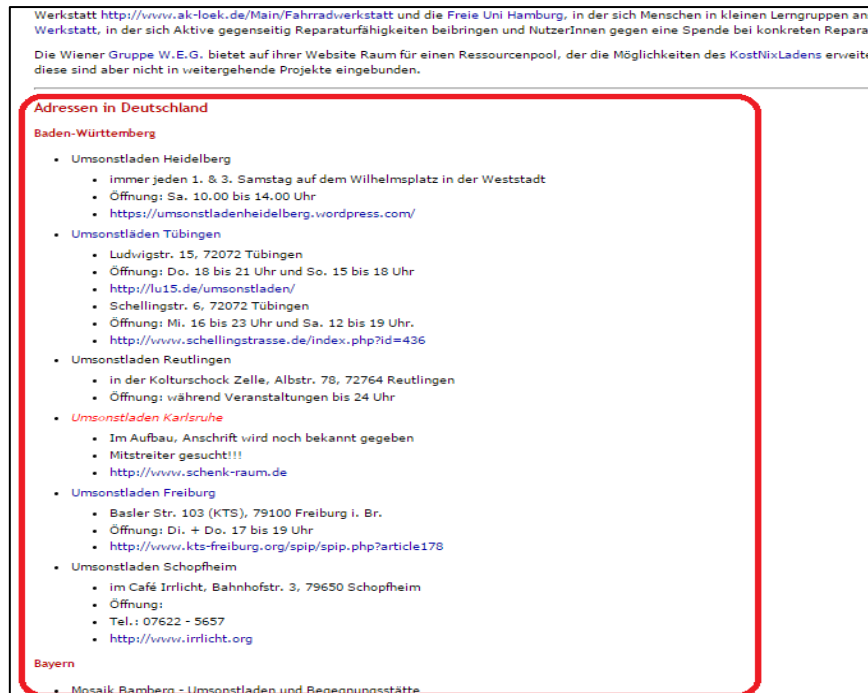 Werkstatt http://www.ak-loek.de/Main/Fahrradwerkstatt und die Freie Uni Hamburg, in der sich Menschen in kleinen Lerngruppen an
Werkstatt, in der sich Aktive gegenseitig Reparaturfähigkeiten beibringen und NutzerInnen gegen eine Spende bei konkreten Repara
Die Wiener Gruppe W.E.G. bietet auf ihrer Website Raum für einen Ressourcenpool, der die Möglichkeiten des KostNixLadens erweite
diese sind aber nicht in weitergehende Projekte eingebunden.
Adressen in Deutschland
Baden-Württemberg
• Umsonstladen Heidelberg
• immer jeden 1. & 3. Samstag auf dem Wilhelmsplatz in der Weststadt
• Öffnung: Sa. 10.00 bis 14.00 Uhr
• https://umsonstladenheidelberg.wordpress.com/
• Umsonstläden Tübingen
• Ludwigstr. 15, 72072 Tübingen
• Öffnung: Do. 18 bis 21 Uhr und So. 15 bis 18 Uhr
• http://lu15.de/umsonstladen/
• Schellingstr. 6, 72072 Tübingen
• Öffnung: Mi. 16 bis 23 Uhr und Sa. 12 bis 19 Uhr.
• http://www.schellingstrasse.de/index.php?id=436
• Umsonstladen Reutlingen
• in der Kolturschock Zelle, Albstr. 78, 72764 Reutlingen
• Öffnung: während Veranstaltungen bis 24 Uhr
• Umsonstladen Karlsruhe
• Im Aufbau, Anschrift wird noch bekannt gegeben
• Mitstreiter gesucht!!!
• http://www.schenk-raum.de
• Umsonstladen Freiburg
• Basler Str. 103 (KTS), 79100 Freiburg i. Br.
• Öffnung: Di. + Do. 17 bis 19 Uhr
• http://www.kts-freiburg.org/spip/spip.php?article178
• Umsonstladen Schopfheim
• im Café Irrlicht, Bahnhofstr. 3, 79650 Schopfheim
• Öffnung:
• Tel.: 07622 - 5657
• http://www.irrlicht.org
Bayern
• Mosaik Bamberg - Umsonstladen und Begegnungsstätte